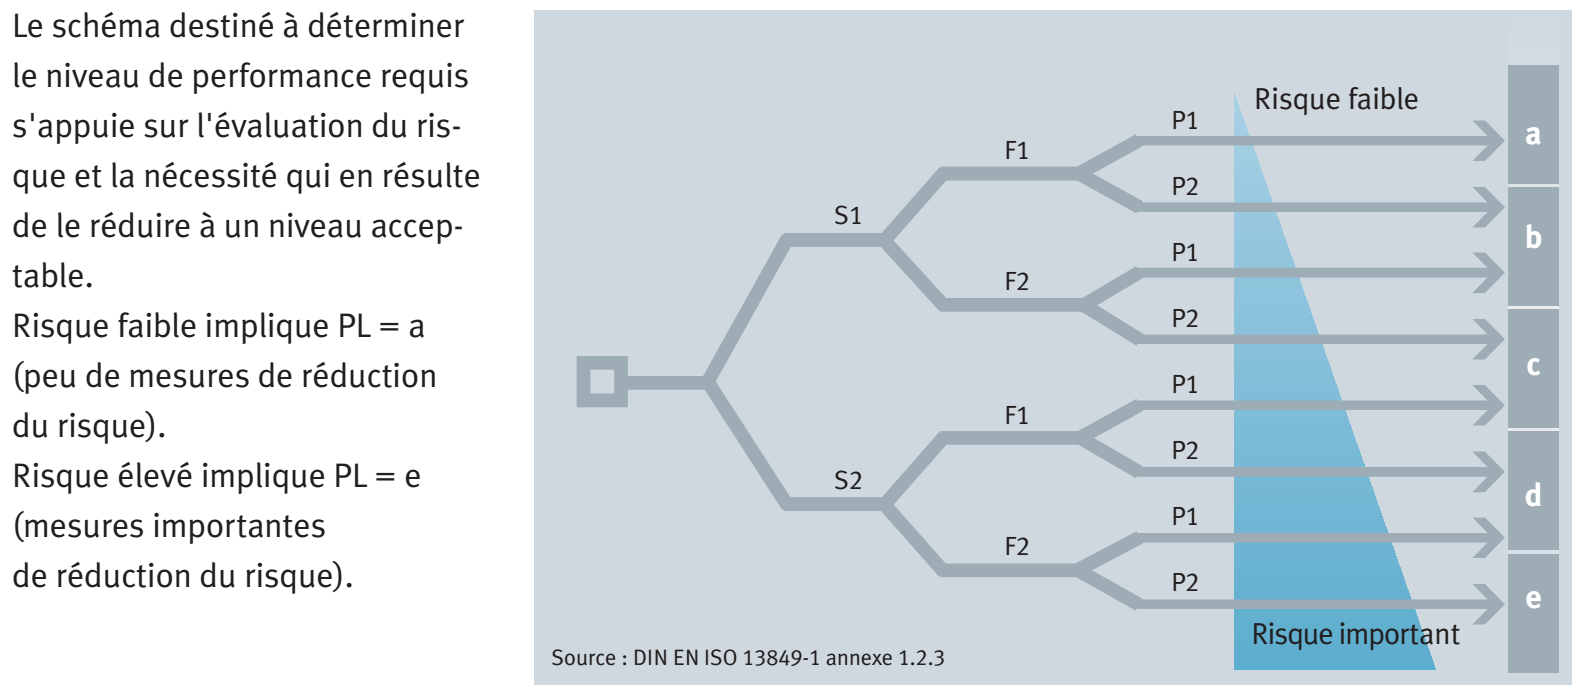 Le schéma destiné à déterminer
le niveau de performance requis
s'appuie sur l'évaluation du ris-
que et la nécessité qui en résulte
de le réduire à un niveau accep-
table.
Risque faible implique PL = a
(peu de mesures de réduction
du risque).
Risque élevé implique PL = e
(mesures importantes
de réduction du risque).
Risque faible
P1
a
F1
P2
S1
b
P1
F2
P2
c
P1
F1
P2
S2
d
P1
F2
P2
e
Risque important
Source : DIN EN ISO 13849-1 annexe 1.2.3